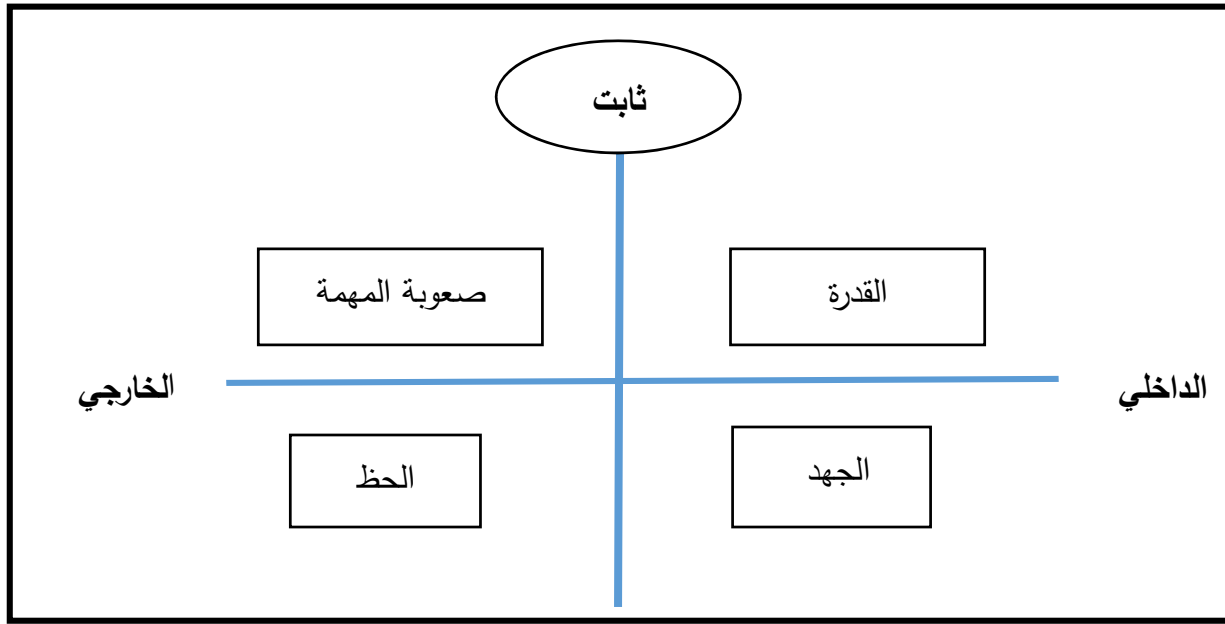 ثابت
القدرة
صعوبة المهمة
الداخلي
الخارجي
الجهد
الحظ